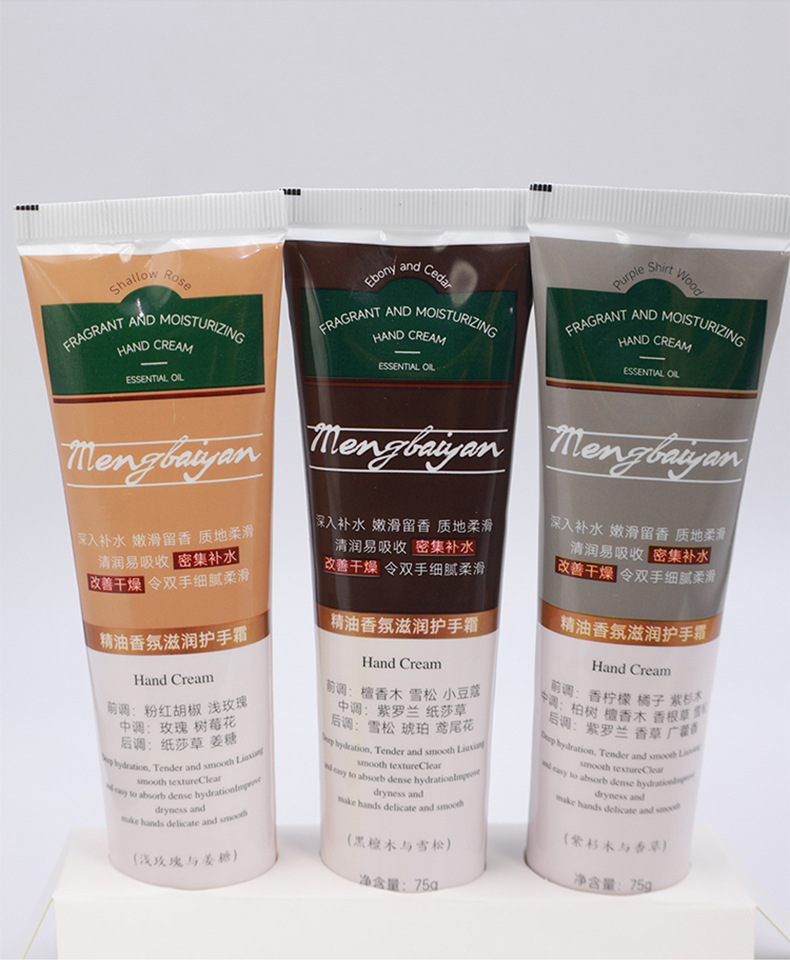 Shallow Rose
FRAGRANT AND MOISTURIZING
HAND CREAM
ESSENTIAL OIL
Mengbaiyan
深入补水 嫩滑留香 质地柔滑
清润易吸收 密集补水
改善干燥 令双手细腻柔滑
精油香氛滋润护手霜
Hand Cream
前调：粉红胡椒 浅玫瑰
中调：玫瑰 树莓花
后调：纸莎草 姜糖
Deep hydration, Tender and smooth Liuxiang
smooth textureClear
and easy to absorb dense hydrationImprove
dryness and
make hands delicate and smooth
(浅玫瑰与姜糖)
Ebony and Cedar
FRAGRANT AND MOISTURIZING
HAND CREAM
ESSENTIAL OIL
Mengbaiyan
深入补水 嫩滑留香 质地柔滑
清润易吸收 密集补水
改善干燥 令双手细腻柔滑
精油香氛滋润护手霜
Hand Cream
前调：檀香木 雪松 小豆蔻
中调：紫罗兰 纸莎草
后调：雪松 琥珀 鸢尾花
Deep hydration, Tender and smooth Liuxiang
smooth textureClear
and easy to absorb dense hydrationImprove
dryness and
make hands delicate and smooth
(黑檀木与雪松)
净含量：75g
Purple Shirt Wood
FRAGRANT AND MOISTURIZING
HAND CREAM
ESSENTIAL OIL
Mengbaiyan
深入补水 嫩滑留香 质地柔滑
清润易吸收 密集补水
改善干燥 令双手细腻柔滑
精油香氛滋润护手霜
Hand Cream
前调：香柠檬 橘子 紫杉木
中调：柏树 檀香木 香根草 雪松
后调：紫罗兰 香草 广藿香
Deep hydration, Tender and smooth Liuxiang
smooth textureClear
and easy to absorb dense hydrationImprove
dryness and
make hands delicate and smooth
(紫杉木与香草)
净含量：75g